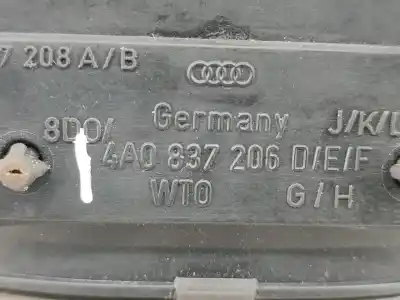 7 208 A/B
Germany J/K/L
8D0/
4A0 837 206 D/E/F
WTO G/H